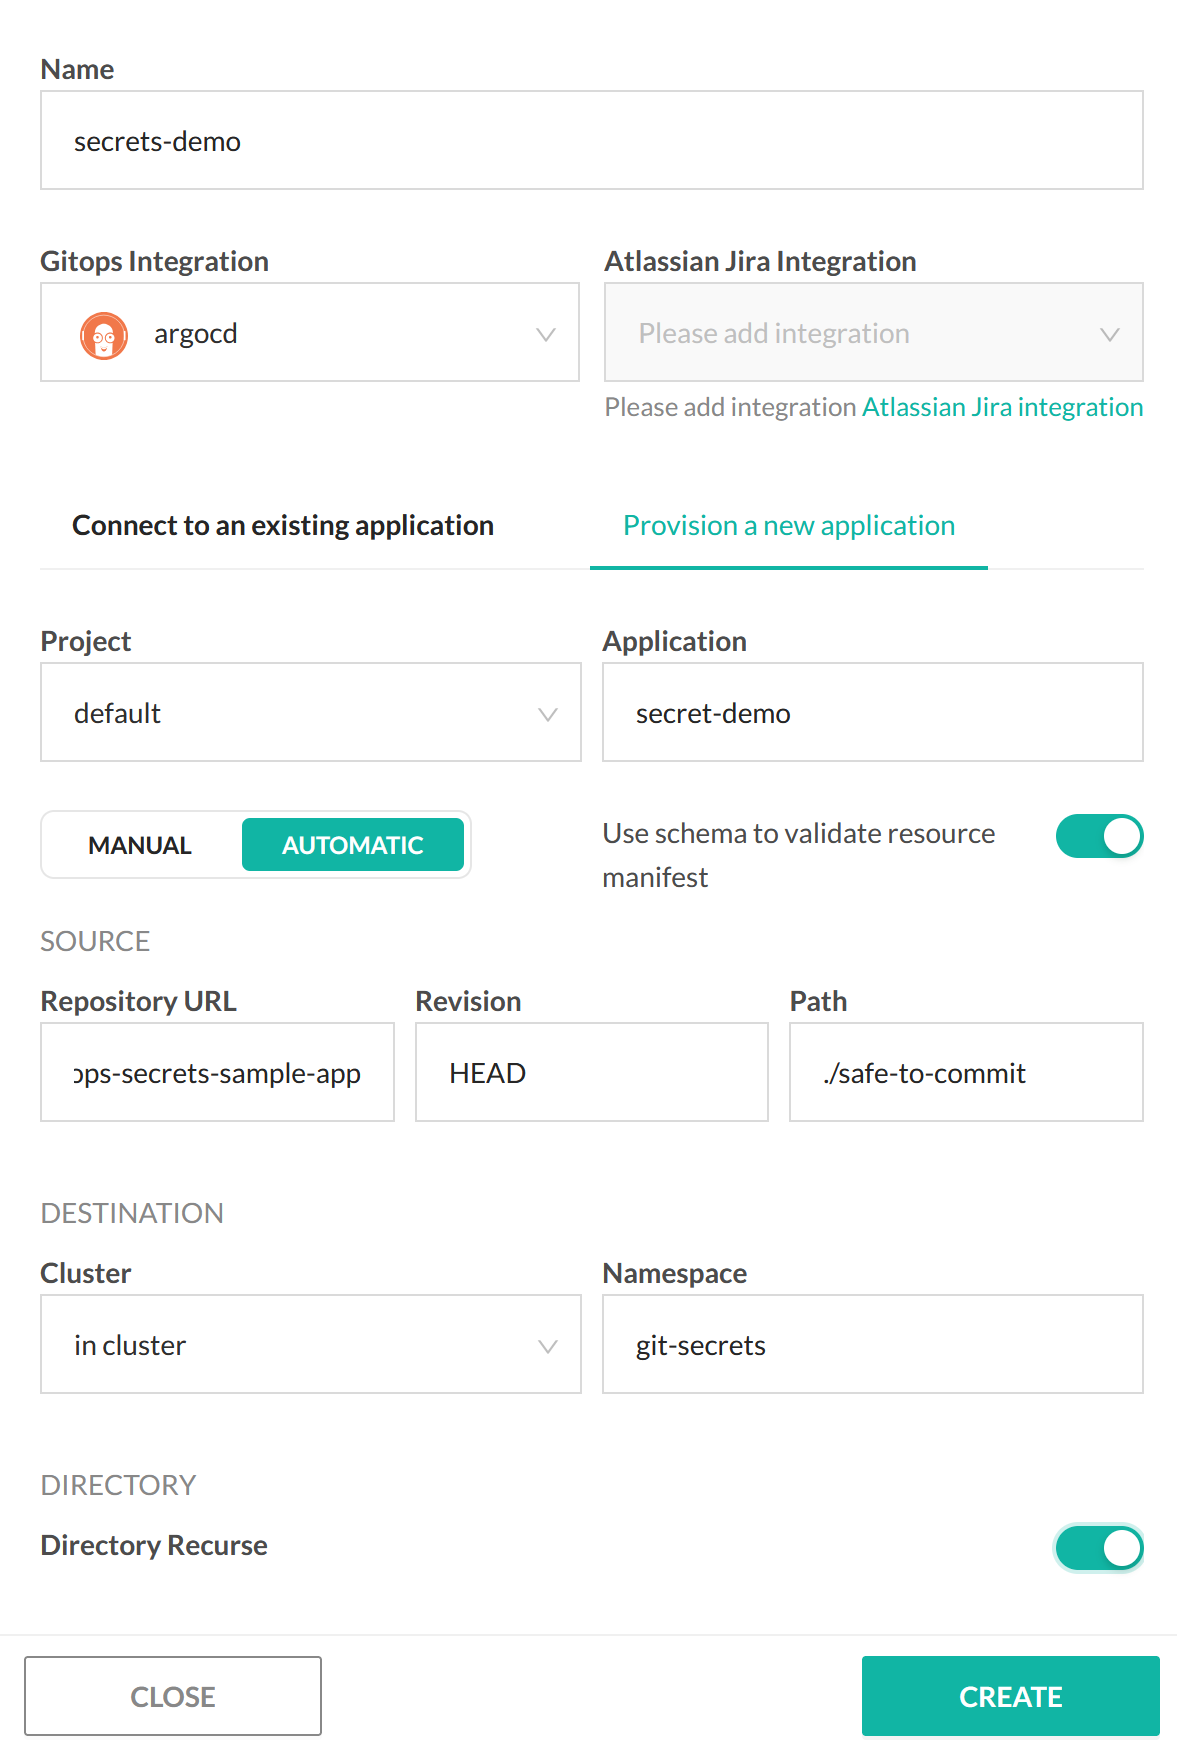 Name
secrets-demo
Gitops Integration
Atlassian Jira Integration
argocd
Please add integration
Please add integration Atlassian Jira integration
Connect to an existing application
Provision a new application
Project
Application
default
secret-demo
MANUAL
AUTOMATIC
Use schema to validate resource
manifest
SOURCE
Repository URL
Revision
Path
ops-secrets-sample-app
HEAD
./safe-to-commit
DESTINATION
Cluster
Namespace
in cluster
git-secrets
DIRECTORY
Directory Recurse
CLOSE
CREATE